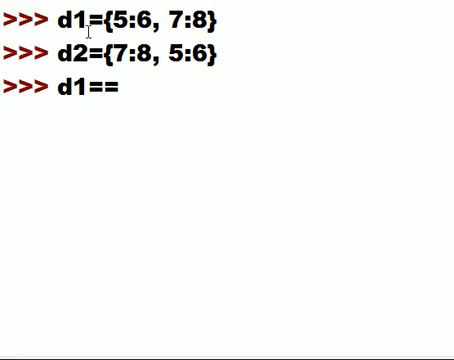 >>> d1={5:6, 7:8}
>>> d2={7:8, 5:6}
>>> d1==